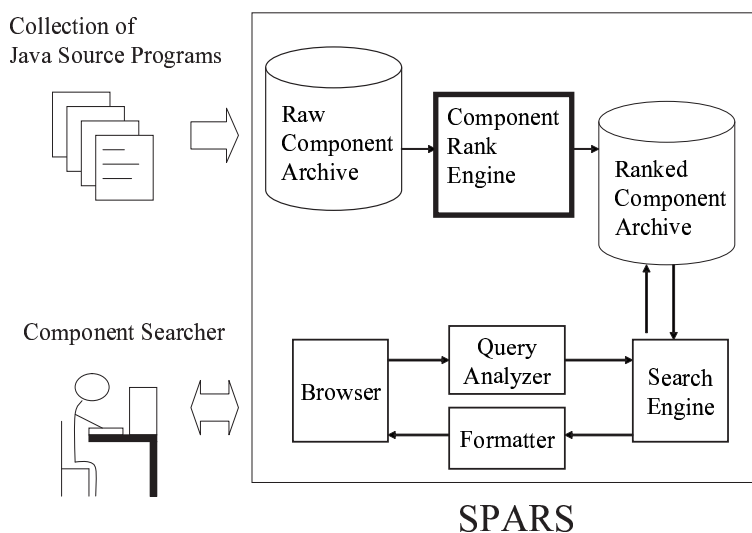 Collection of
Java Source Programs
Raw
Component
Archive
Component
Rank
Engine
Ranked
Component
Archive
Component Searcher
Browser
Query
Analyzer
Formatter
Search
Engine
SPARS